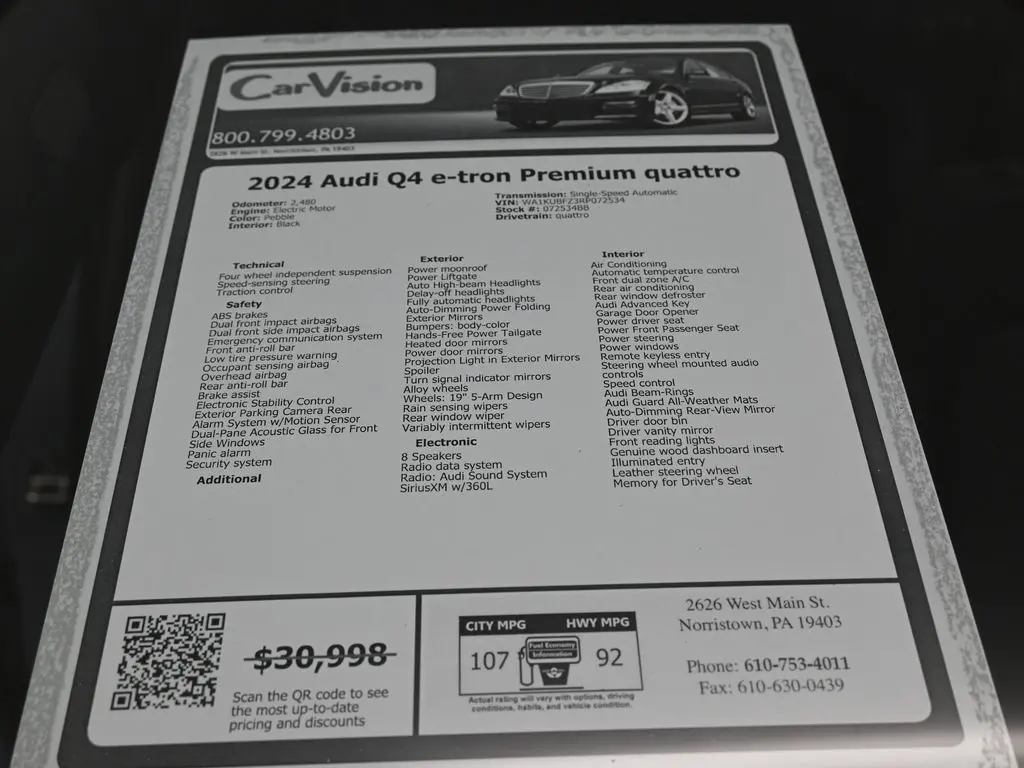 CarVision
800.799.4803
2626 W Main St, Norristown, PA 19403
2024 Audi Q4 e-tron Premium quattro
Odometer: 2,480
Engine: Electric Motor
Color: Pebble
Interior: Black
Transmission: Single-Speed Automatic
VIN: WA1KUBFZ3RP072534
Stock #: 072534BB
Drivetrain: quattro
Technical
Four wheel independent suspension
Speed-sensing steering
Traction control
Safety
ABS brakes
Dual front impact airbags
Dual front side impact airbags
Emergency communication system
Front anti-roll bar
Low tire pressure warning
Occupant sensing airbag
Overhead airbag
Rear anti-roll bar
Brake assist
Electronic Stability Control
Exterior Parking Camera Rear
Alarm System w/Motion Sensor
Dual-Pane Acoustic Glass for Front
Side Windows
Panic alarm
Security system
Additional
Exterior
Power moonroof
Power Liftgate
Auto High-beam Headlights
Delay-off headlights
Fully automatic headlights
Auto-Dimming Power Folding
Exterior Mirrors
Bumpers: body-color
Hands-Free Power Tailgate
Heated door mirrors
Power door mirrors
Projection Light in Exterior Mirrors
Spoiler
Turn signal indicator mirrors
Alloy wheels
Wheels: 19" 5-Arm Design
Rain sensing wipers
Rear window wiper
Variably intermittent wipers
Electronic
8 Speakers
Radio data system
Radio: Audi Sound System
SiriusXM w/360L
Interior
Air Conditioning
Automatic temperature control
Front dual zone A/C
Rear air conditioning
Rear window defroster
Audi Advanced Key
Garage Door Opener
Power driver seat
Power Front Passenger Seat
Power steering
Power windows
Remote keyless entry
Steering wheel mounted audio
controls
Speed control
Audi Beam-Rings
Audi Guard All-Weather Mats
Auto-Dimming Rear-View Mirror
Driver door bin
Driver vanity mirror
Front reading lights
Genuine wood dashboard insert
Illuminated entry
Leather steering wheel
Memory for Driver's Seat
$30,998
Scan the QR code to see
the most up-to-date
pricing and discounts
CITY MPG HWY MPG
107 92
Fuel Economy
Information
Actual rating will vary with options, driving
conditions, habits, and vehicle condition.
2626 West Main St.
Norristown, PA 19403
Phone: 610-753-4011
Fax: 610-630-0439